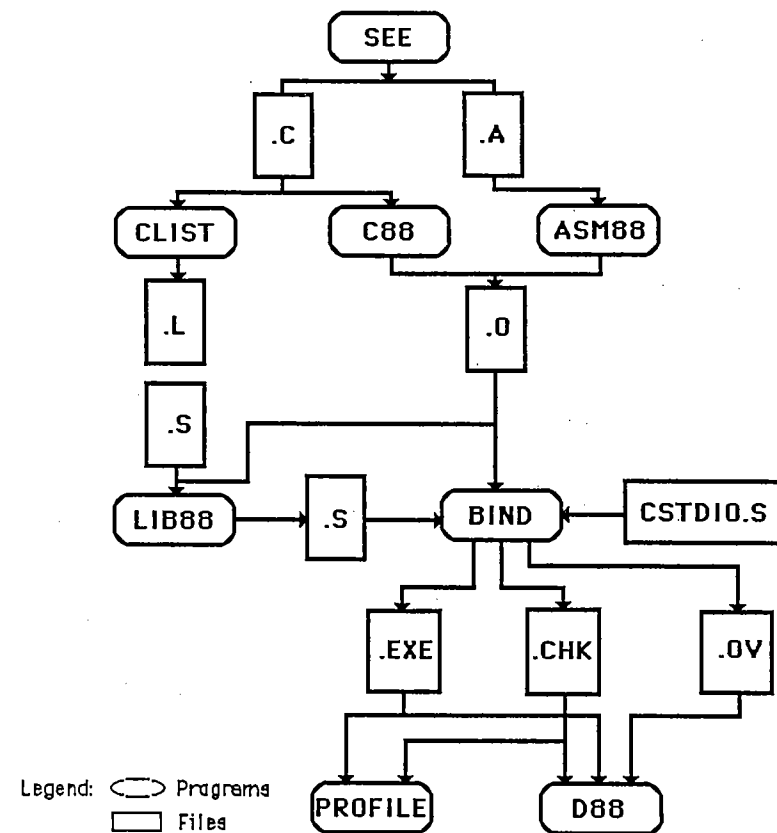 SEE
.C
.A
CLIST
C88
ASM88
.L
.O
.S
LIB88
.S
BIND
CSTDIO.S
.EXE
.CHK
.OV
PROFILE
D88
Legend: Programs
Files